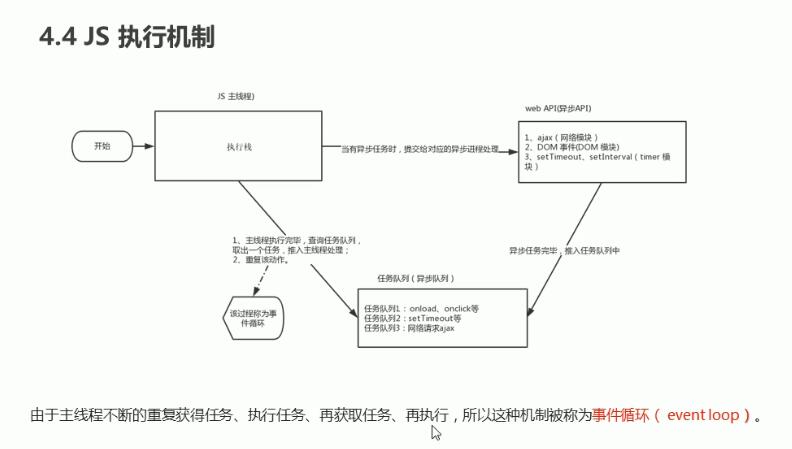 4.4 JS 执行机制
JS 主线程)
web API(异步API)
开始
执行栈
当有异步任务时，提交给对应的异步进程处理
1、ajax（网络模块）
2、DOM 事件(DOM 模块)
3、setTimeout、setInterval（timer 模
块）
1、主线程执行完毕，查询任务队列，
取出一个任务，推入主线程处理；
2、重复该动作。
异步任务完毕，推入任务队列中
任务队列（异步队列）
该过程称为事
件循环
任务队列1：onload、onclick等
任务队列2：setTimeout等
任务队列3：网络请求ajax
由于主线程不断的重复获得任务、执行任务、再获取任务、再执行，所以这种机制被称为事件循环（ event loop）。